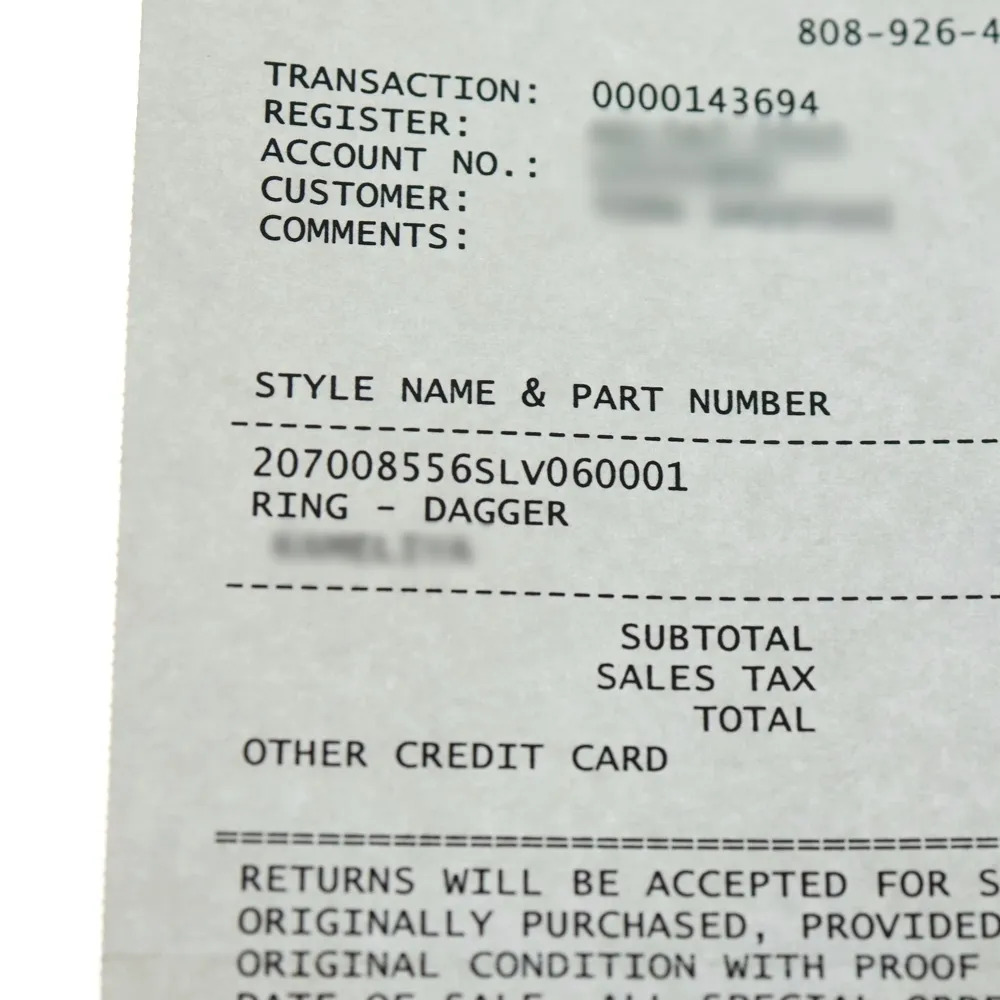 808-926-4
TRANSACTION: 0000143694
REGISTER:
ACCOUNT NO.:
CUSTOMER:
COMMENTS:
STYLE NAME & PART NUMBER
--------------------------------
207008556SLV060001
RING - DAGGER
--------------------------------
SUBTOTAL
SALES TAX
TOTAL
OTHER CREDIT CARD
================================
RETURNS WILL BE ACCEPTED FOR S
ORIGINALLY PURCHASED, PROVIDED
ORIGINAL CONDITION WITH PROOF